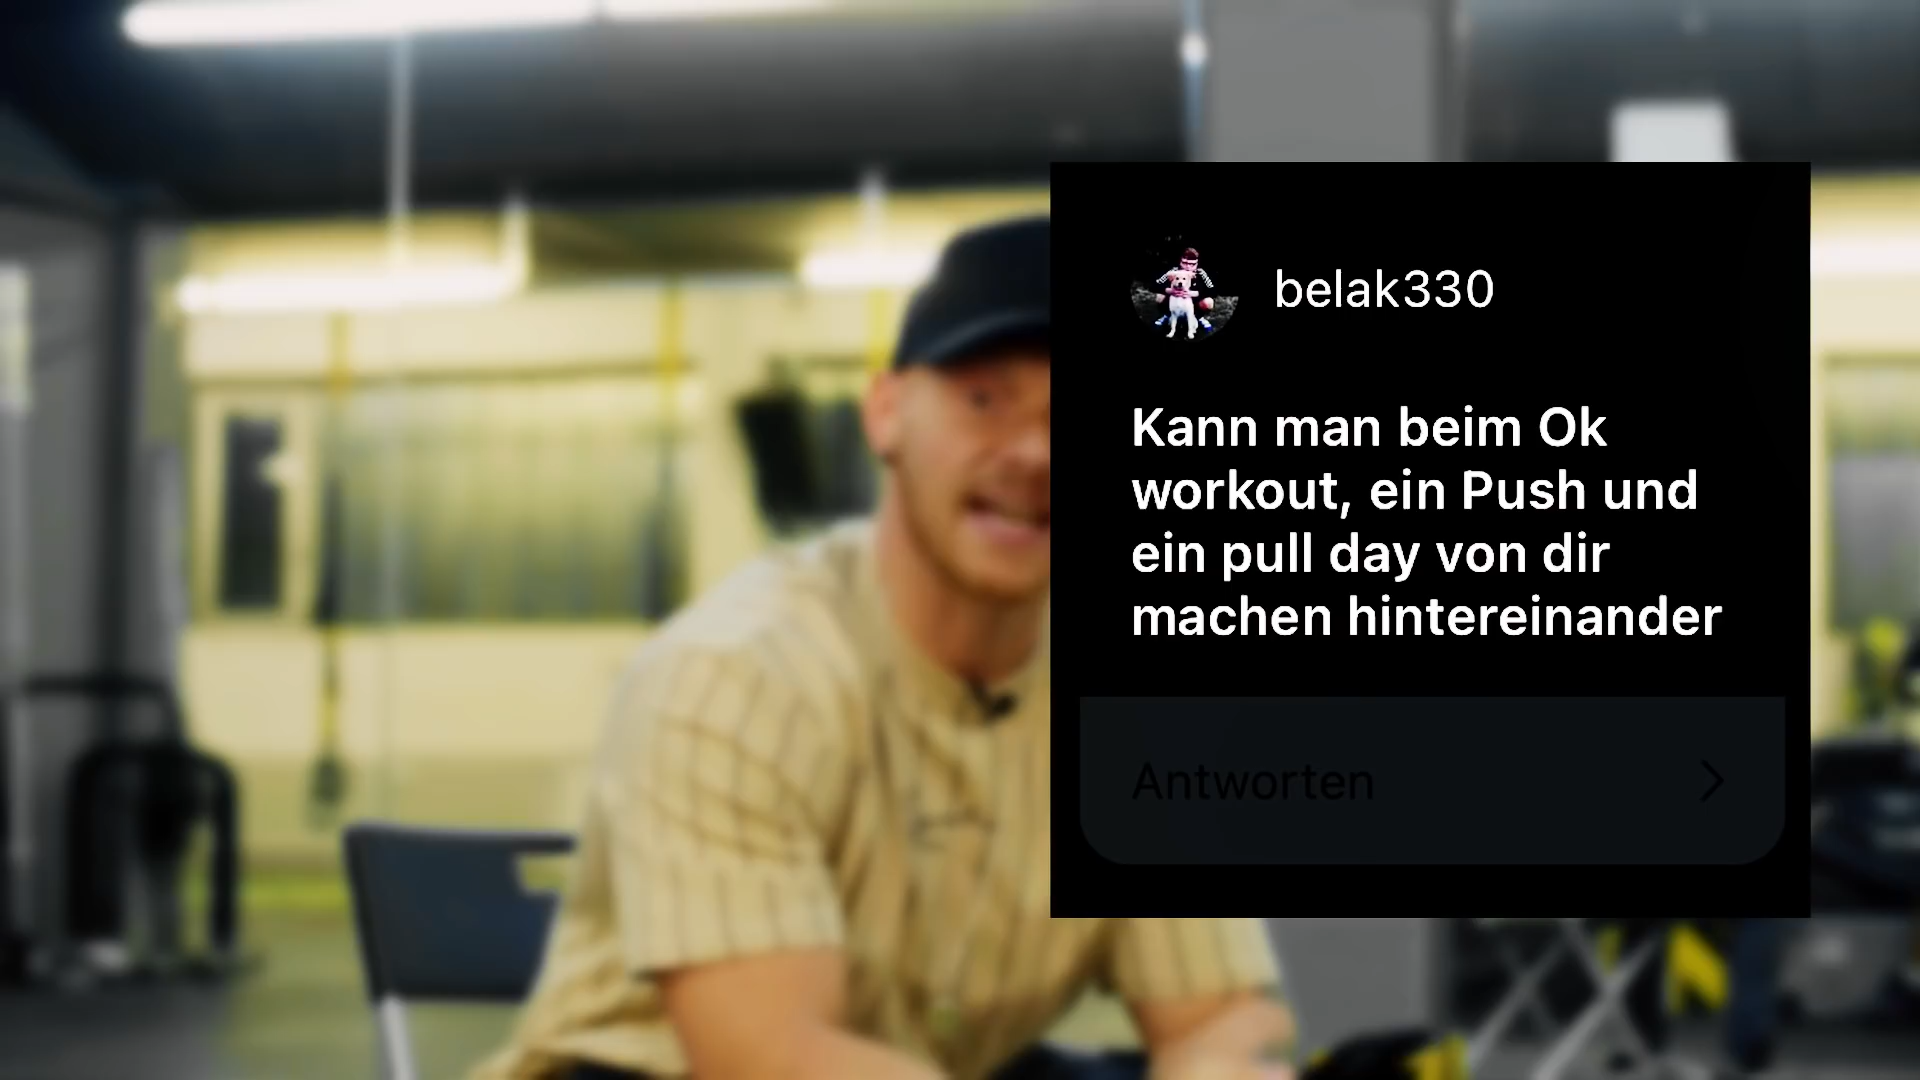 belak330
Kann man beim Ok
workout, ein Push und
ein pull day von dir
machen hintereinander
Antworten